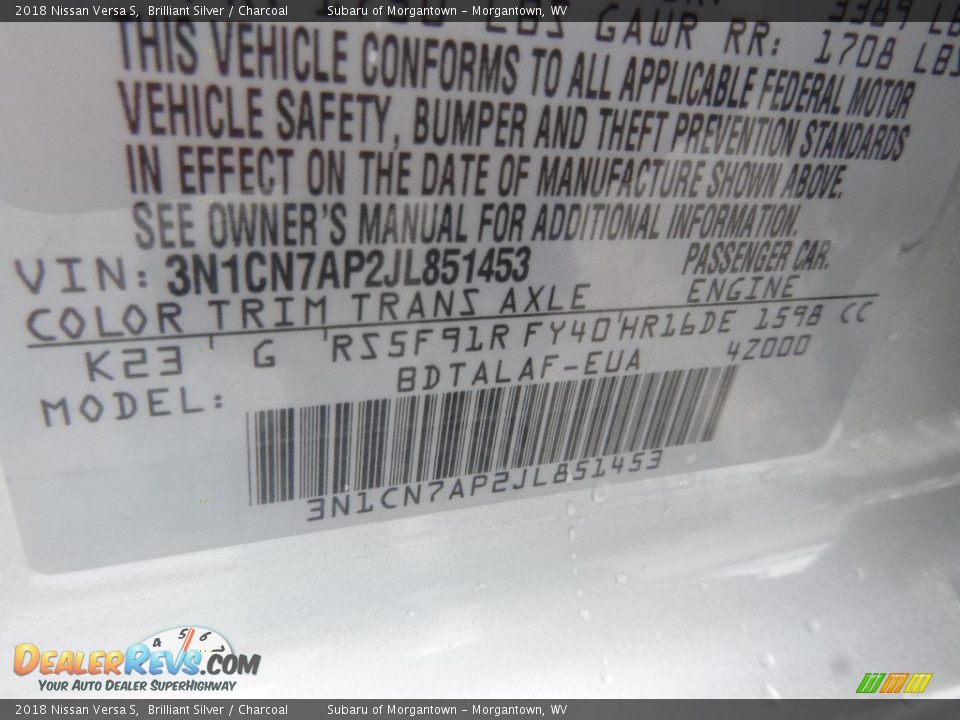 2018 Nissan Versa S, Brilliant Silver / Charcoal Subaru of Morgantown - Morgantown, WV
LBS GAWR RR: 1708 LBS
THIS VEHICLE CONFORMS TO ALL APPLICABLE FEDERAL MOTOR
VEHICLE SAFETY, BUMPER AND THEFT PREVENTION STANDARDS
IN EFFECT ON THE DATE OF MANUFACTURE SHOWN ABOVE.
SEE OWNER'S MANUAL FOR ADDITIONAL INFORMATION.
VIN: 3N1CN7AP2JL851453 PASSENGER CAR.
COLOR TRIM TRANS AXLE ENGINE
K23 G RS5F91R FY40 HR16DE 1598 CC
MODEL: BDTALAF-EUA 42000
3N1CN7AP2JL851453
4 5 6
DEALERREVS.COM
YOUR AUTO DEALER SUPERHIGHWAY
2018 Nissan Versa S, Brilliant Silver / Charcoal Subaru of Morgantown - Morgantown, WV